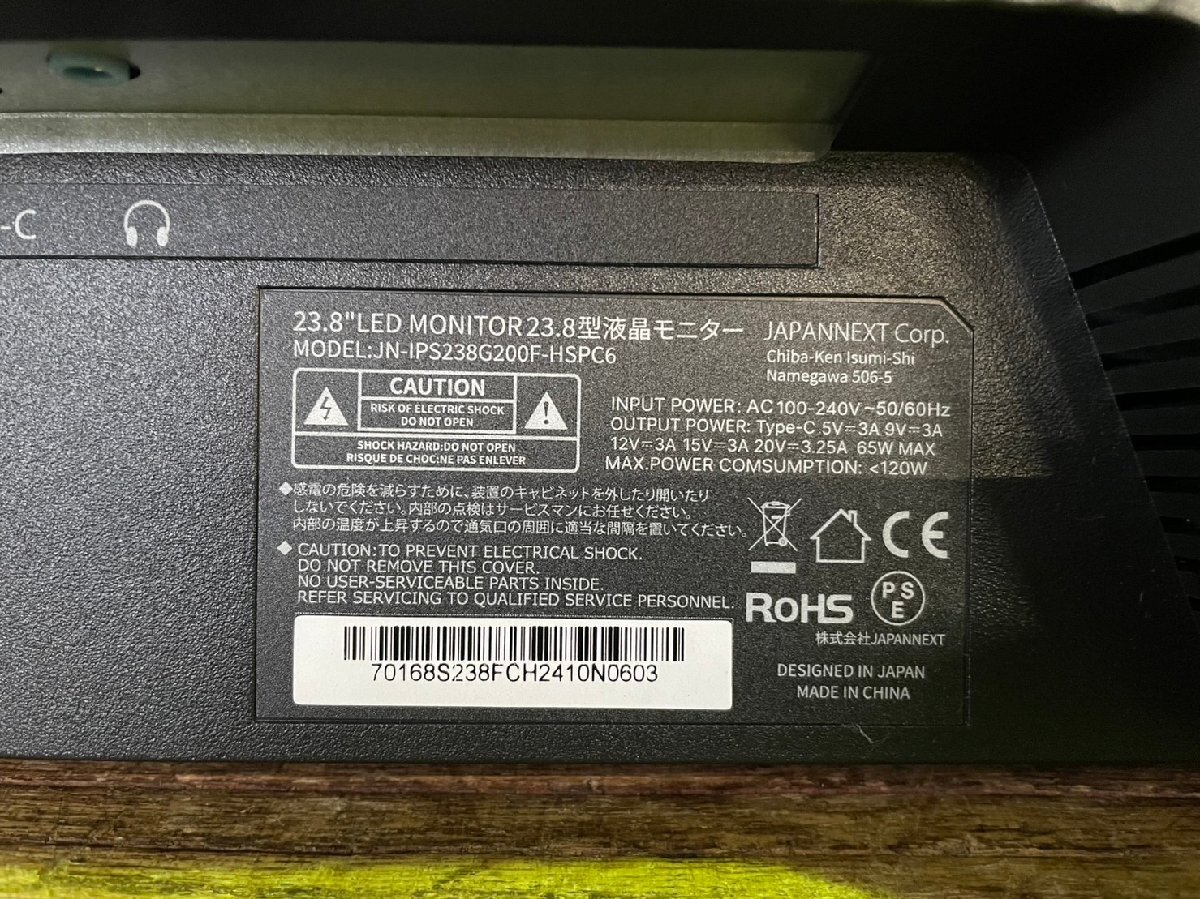 -C
23.8"LED MONITOR 23.8型液晶モニター
MODEL:JN-IPS238G200F-HSPC6
JAPANNEXT Corp.
Chiba-Ken Isumi-Shi
Namegawa 506-5
CAUTION
RISK OF ELECTRIC SHOCK
DO NOT OPEN
SHOCK HAZARD:DO NOT OPEN
RISQUE DE CHOC:NE PAS ENLEVER
INPUT POWER: AC 100-240V~50/60Hz
OUTPUT POWER: Type-C 5V⎓3A 9V⎓3A
12V⎓3A 15V⎓3A 20V⎓3.25A 65W MAX
MAX.POWER COMSUMPTION: <120W
◆感電の危険を減らすために、装置のキャビネットを外したり開いたり
しないでください。内部の点検はサービスマンにお任せください。
内部の温度が上昇するので通気口の周囲に適当な間隔を置いてください。
◆ CAUTION:TO PREVENT ELECTRICAL SHOCK.
DO NOT REMOVE THIS COVER.
NO USER-SERVICEABLE PARTS INSIDE.
REFER SERVICING TO QUALIFIED SERVICE PERSONNEL.
CE
RoHS
PS
E
株式会社JAPANNEXT
70168S238FCH2410N0603
DESIGNED IN JAPAN
MADE IN CHINA